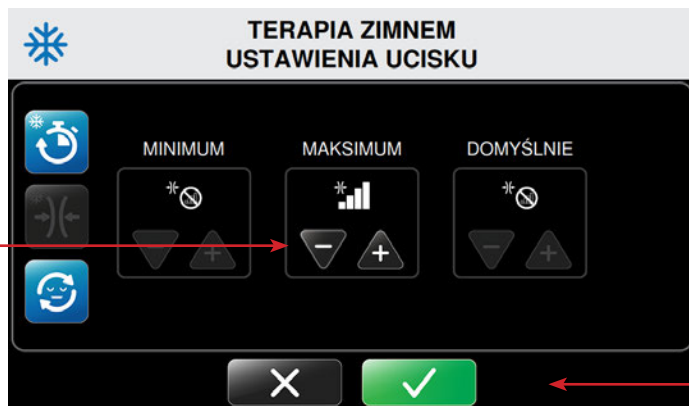 TERAPIA ZIMNEM
USTAWIENIA UCISKU
MINIMUM
MAKSIMUM
DOMYŚLNIE